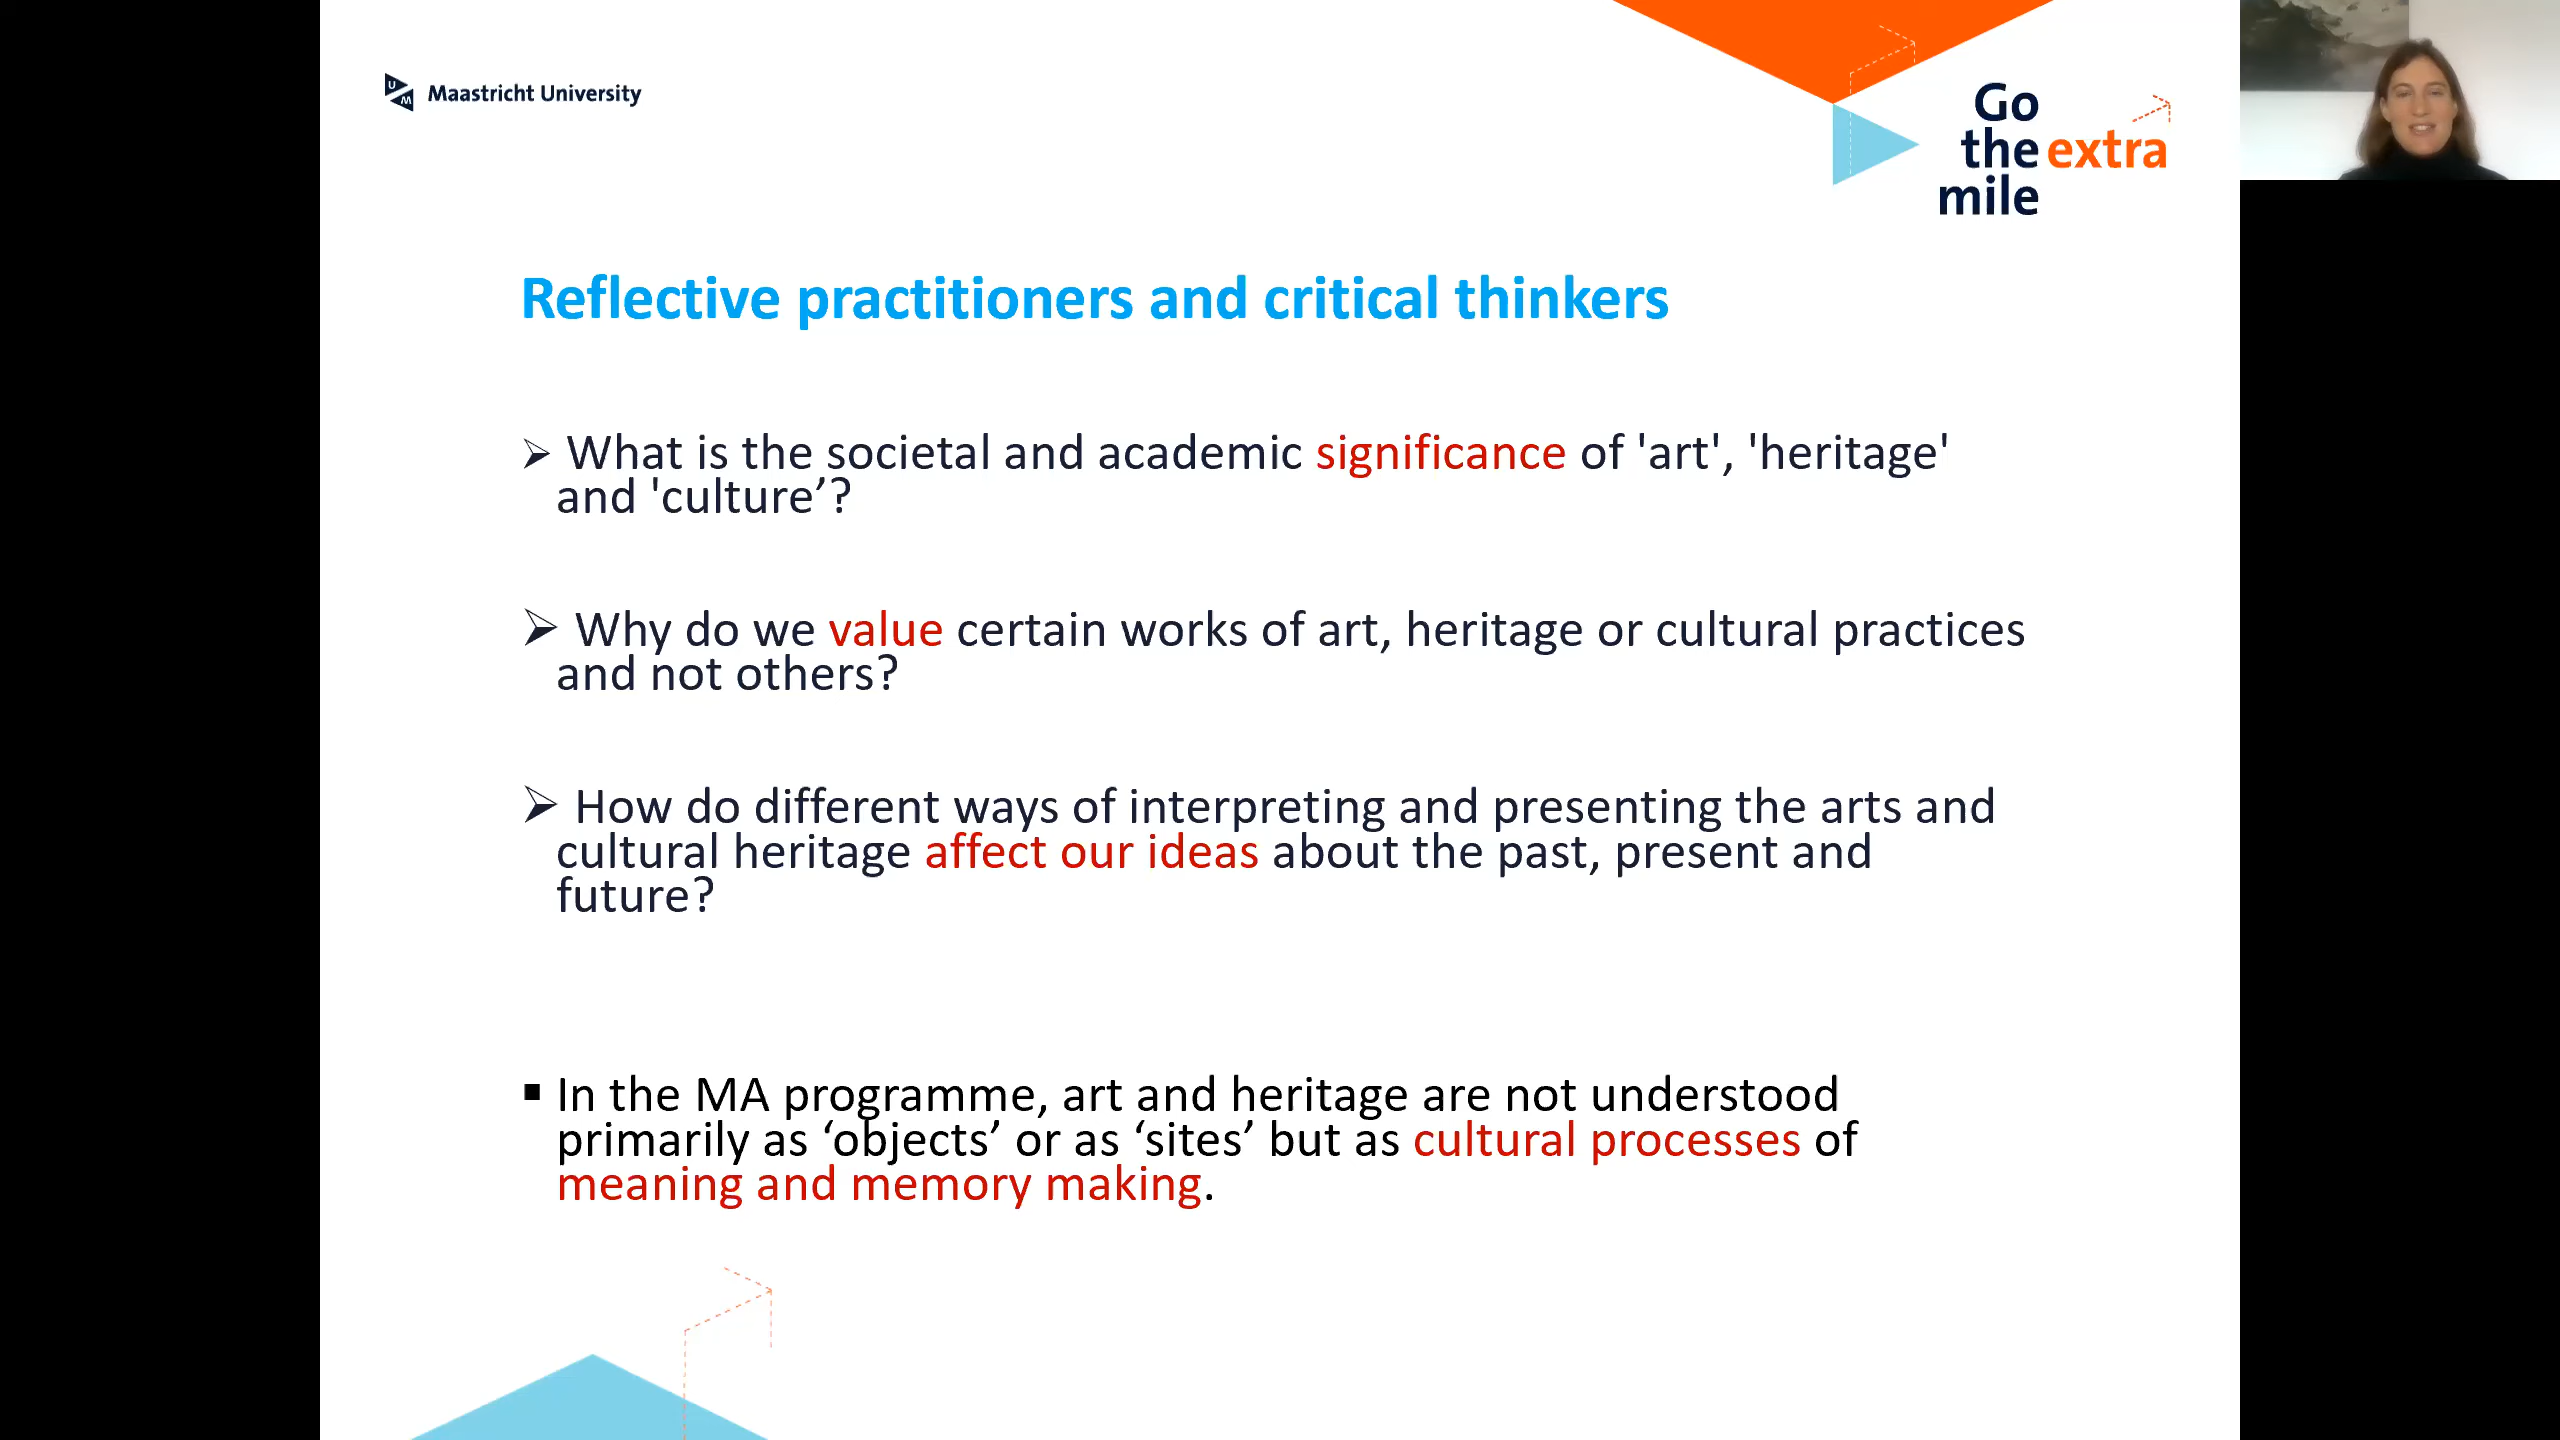 UM Maastricht University
Go
the extra
mile
Reflective practitioners and critical thinkers
➢ What is the societal and academic significance of 'art', 'heritage'
and 'culture’?
➢ Why do we value certain works of art, heritage or cultural practices
and not others?
➢ How do different ways of interpreting and presenting the arts and
cultural heritage affect our ideas about the past, present and
future?
▪ In the MA programme, art and heritage are not understood
primarily as ‘objects’ or as ‘sites’ but as cultural processes of
meaning and memory making.